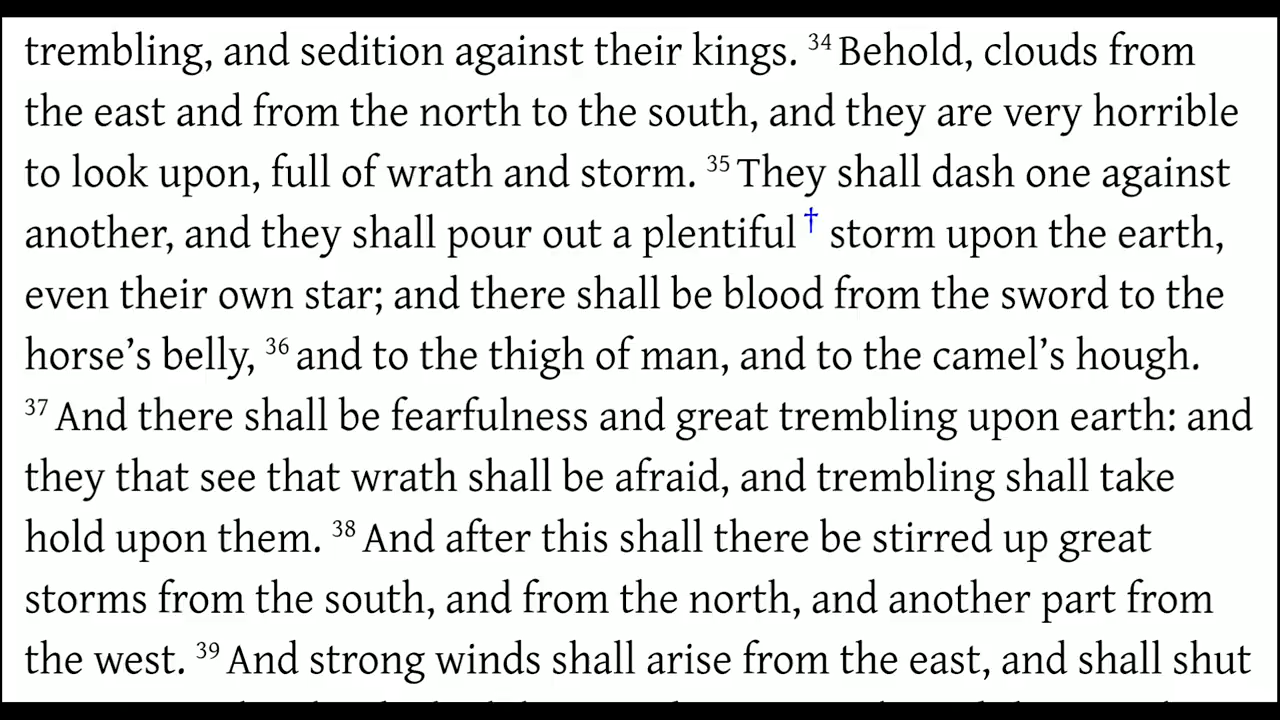 trembling, and sedition against their kings. 34 Behold, clouds from
the east and from the north to the south, and they are very horrible
to look upon, full of wrath and storm. 35 They shall dash one against
another, and they shall pour out a plentiful † storm upon the earth,
even their own star; and there shall be blood from the sword to the
horse’s belly, 36 and to the thigh of man, and to the camel’s hough.
37 And there shall be fearfulness and great trembling upon earth: and
they that see that wrath shall be afraid, and trembling shall take
hold upon them. 38 And after this shall there be stirred up great
storms from the south, and from the north, and another part from
the west. 39 And strong winds shall arise from the east, and shall shut